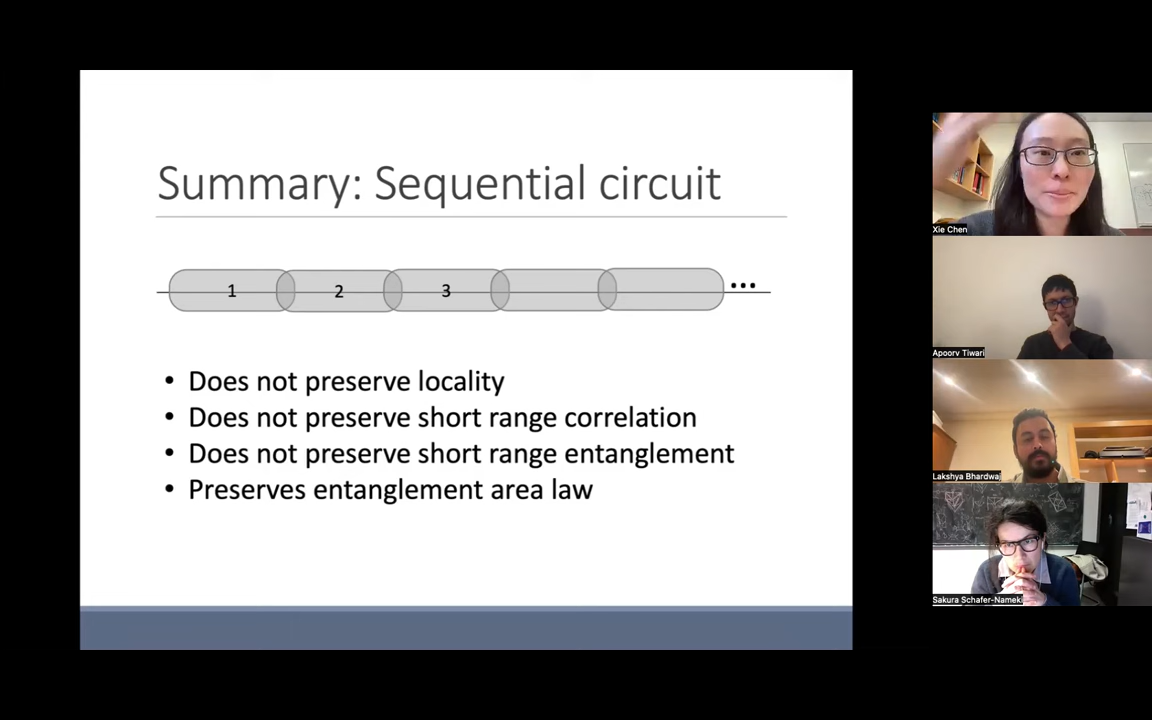 Summary: Sequential circuit
1 2 3 ...
• Does not preserve locality
• Does not preserve short range correlation
• Does not preserve short range entanglement
• Preserves entanglement area law
Xie Chen
Apoorv Tiwari
Lakshya Bhardwaj
Sakura Schafer-Nameki